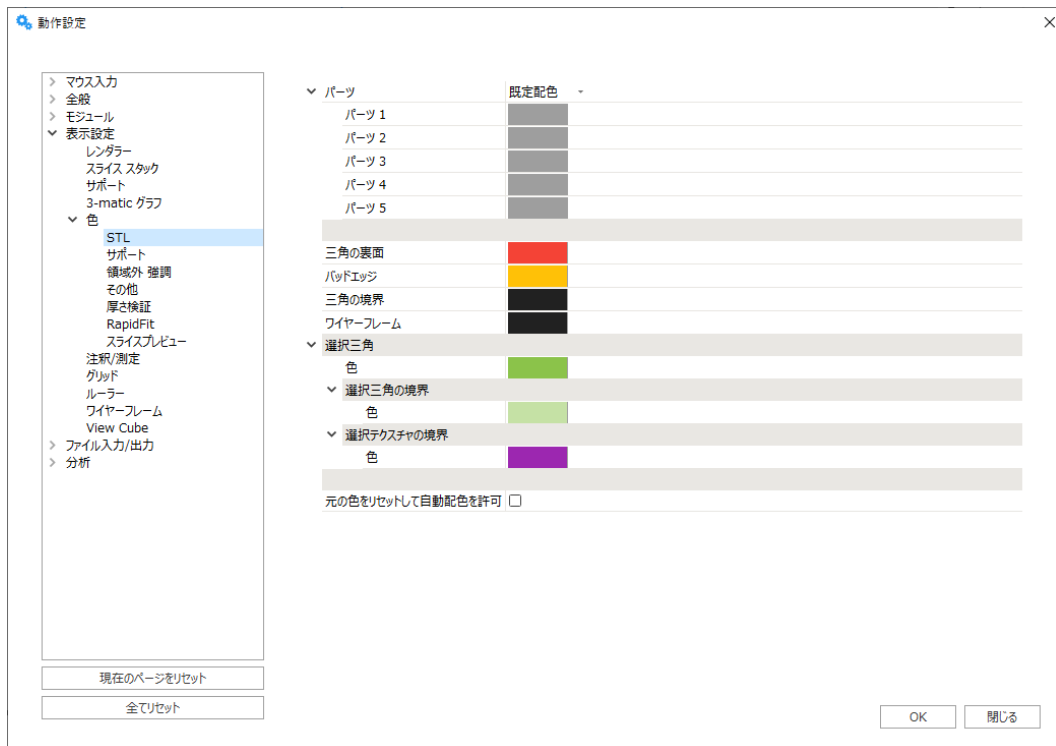 動作設定
マウス入力
全般
モジュール
表示設定
レンダラー
スライス スタック
サポート
3-matic グラフ
色
STL
サポート
領域外 強調
その他
厚さ検証
RapidFit
スライスプレビュー
注釈/測定
グリッド
ルーラー
ワイヤーフレーム
View Cube
ファイル入力/出力
分析
現在のページをリセット
全てリセット
パーツ 既定配色
パーツ 1
パーツ 2
パーツ 3
パーツ 4
パーツ 5
三角の裏面
バッドエッジ
三角の境界
ワイヤーフレーム
選択三角
色
選択三角の境界
色
選択テクスチャの境界
色
元の色をリセットして自動配色を許可
OK 閉じる